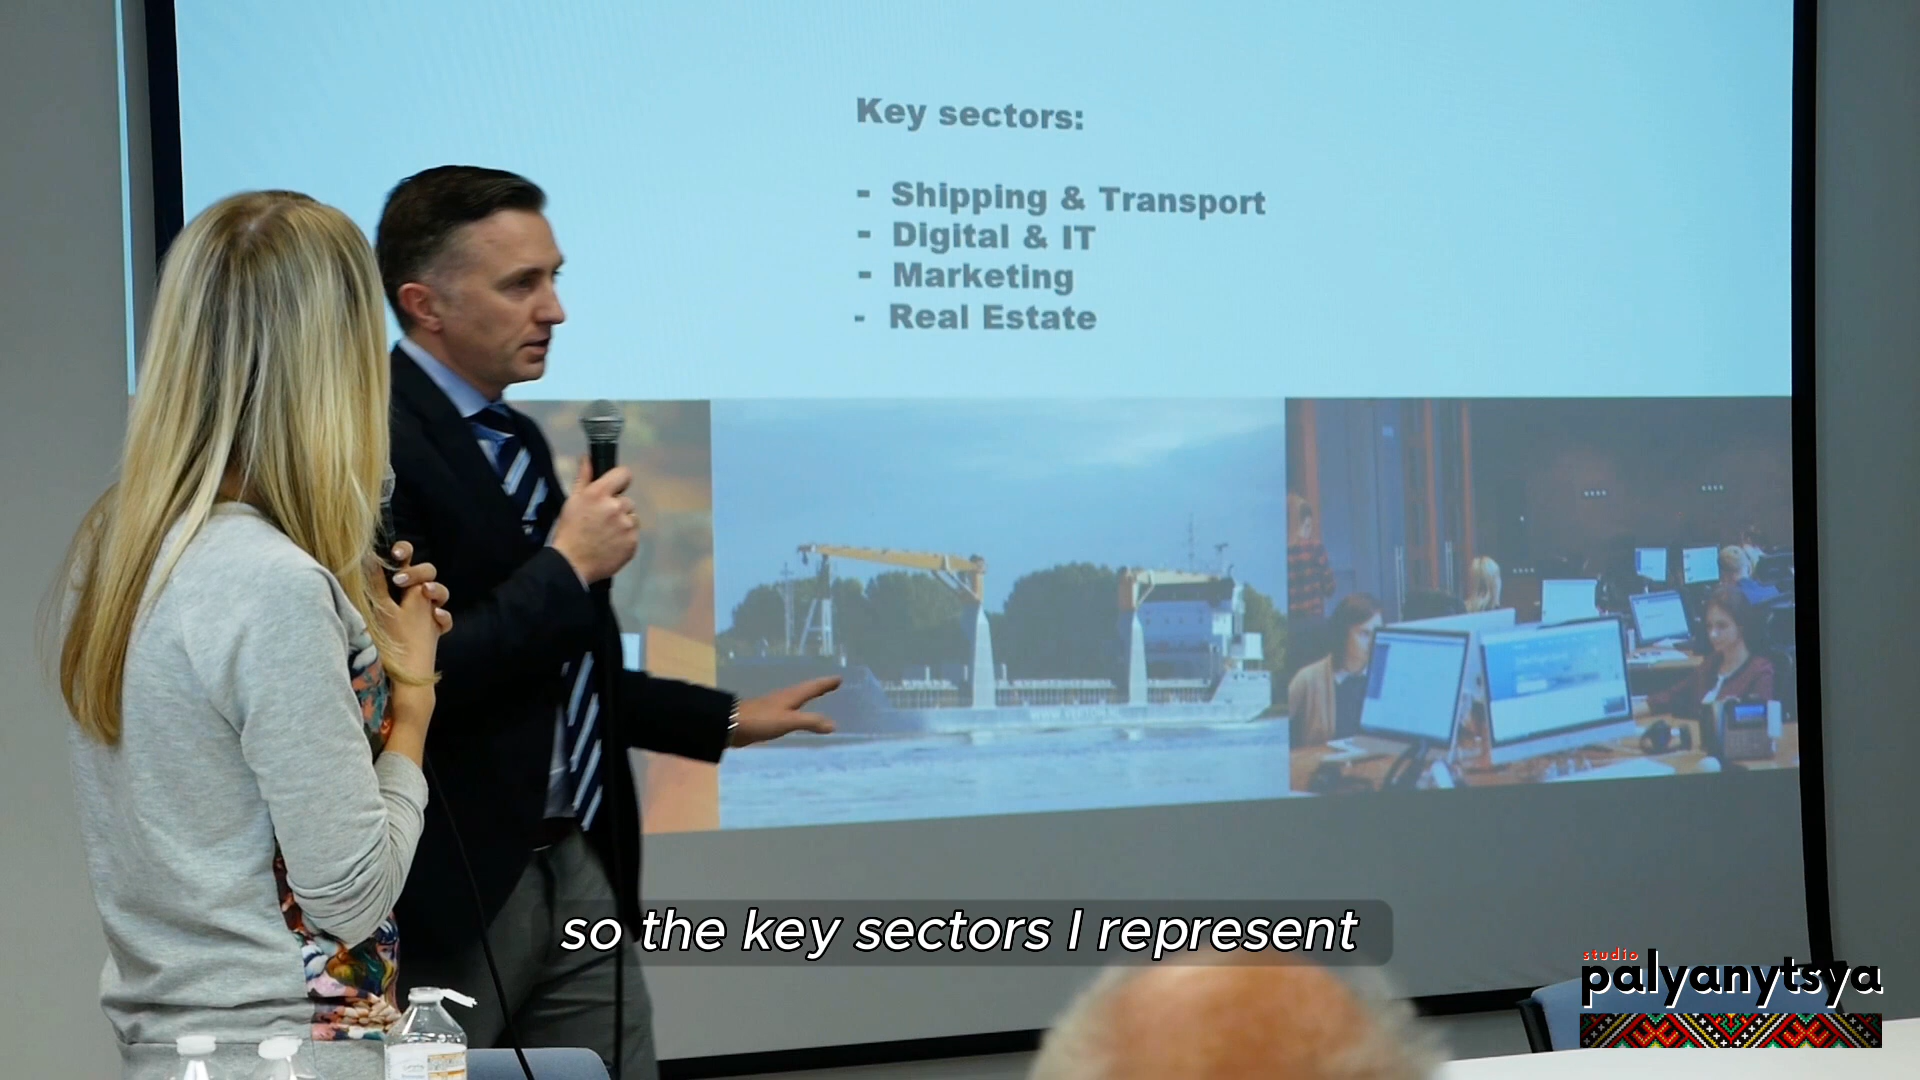 Key sectors:
- Shipping & Transport
- Digital & IT
- Marketing
- Real Estate
so the key sectors I represent
studio
palyanytsya